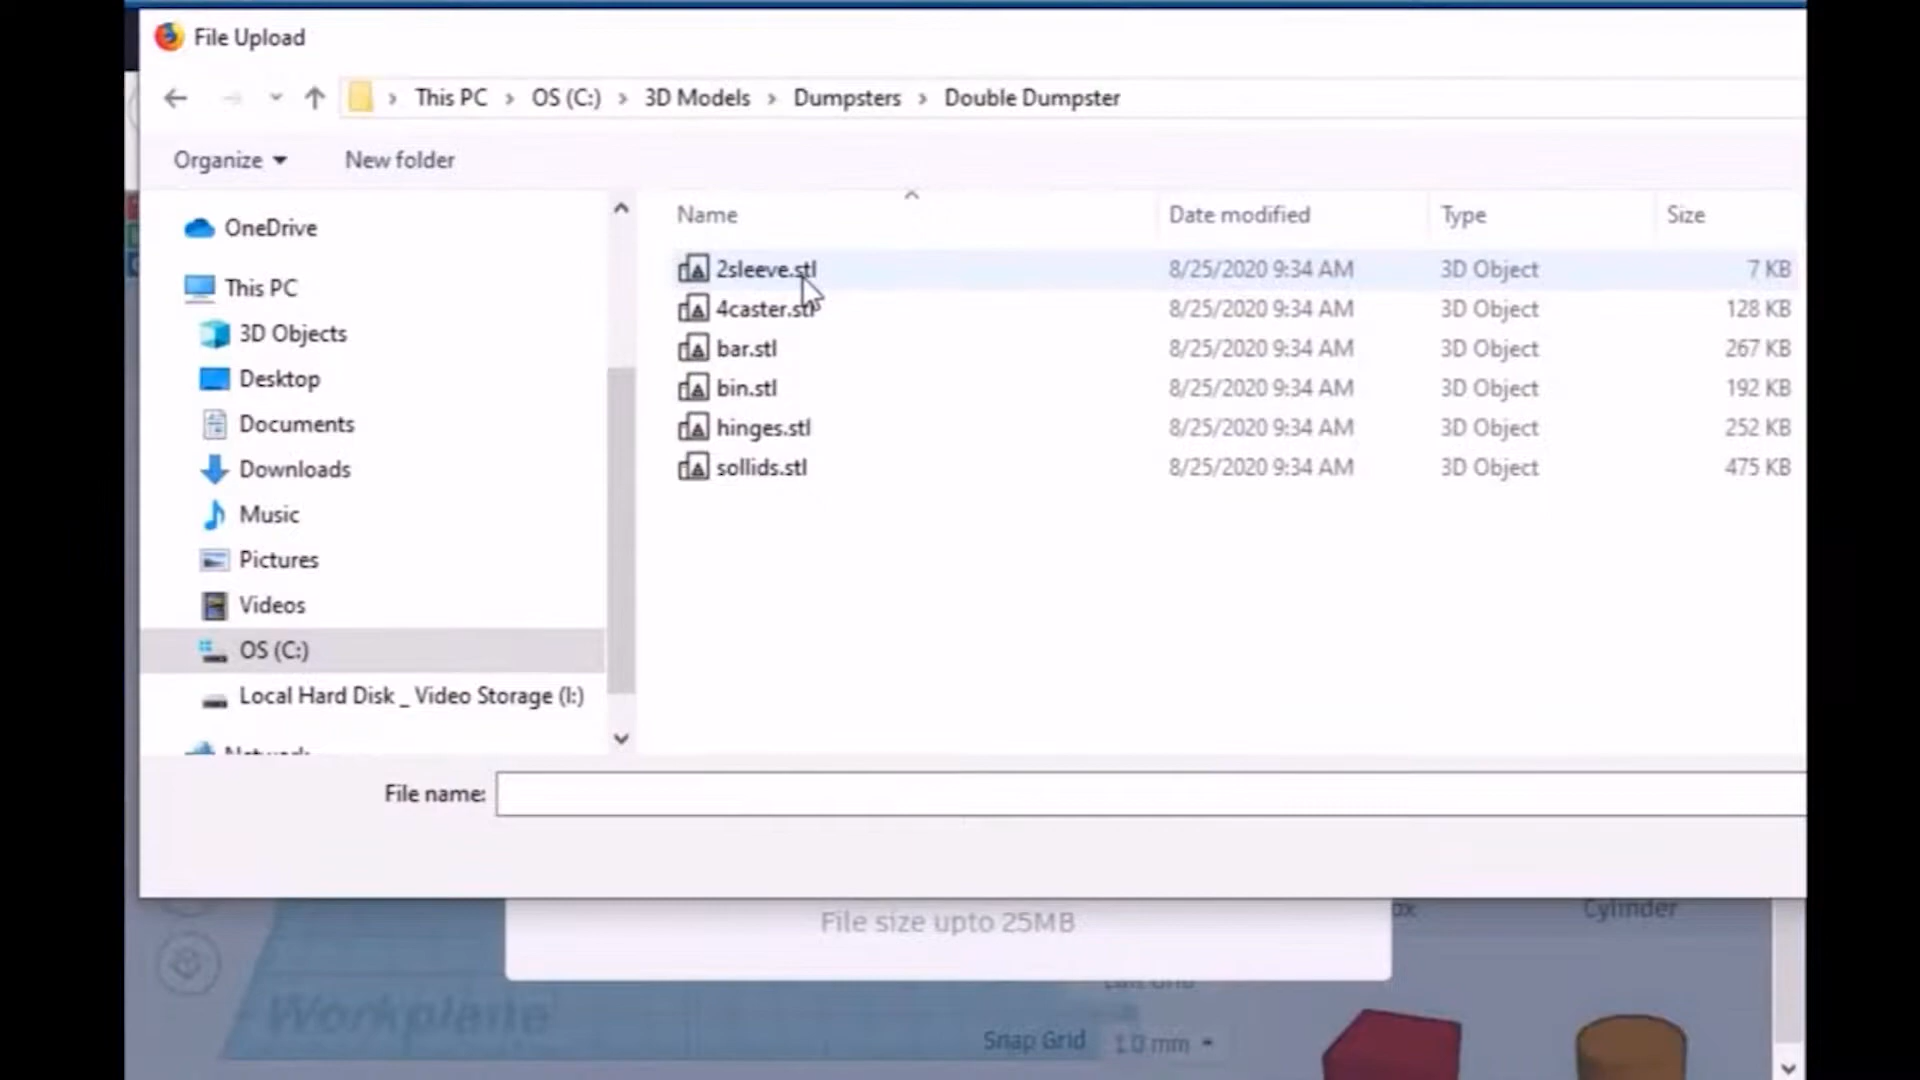 File Upload
This PC > OS (C:) > 3D Models > Dumpsters > Double Dumpster
Organize New folder
Name Date modified Type Size
OneDrive
This PC
3D Objects
Desktop
Documents
Downloads
Music
Pictures
Videos
OS (C:)
Local Hard Disk _ Video Storage (I:)
Network
2sleeve.stl 8/25/2020 9:34 AM 3D Object 7 KB
4caster.stl 8/25/2020 9:34 AM 3D Object 128 KB
bar.stl 8/25/2020 9:34 AM 3D Object 267 KB
bin.stl 8/25/2020 9:34 AM 3D Object 192 KB
hinges.stl 8/25/2020 9:34 AM 3D Object 252 KB
sollids.stl 8/25/2020 9:34 AM 3D Object 475 KB
File name:
File size upto 25MB
Cylinder
Workplane
Snap Grid 1.0 mm